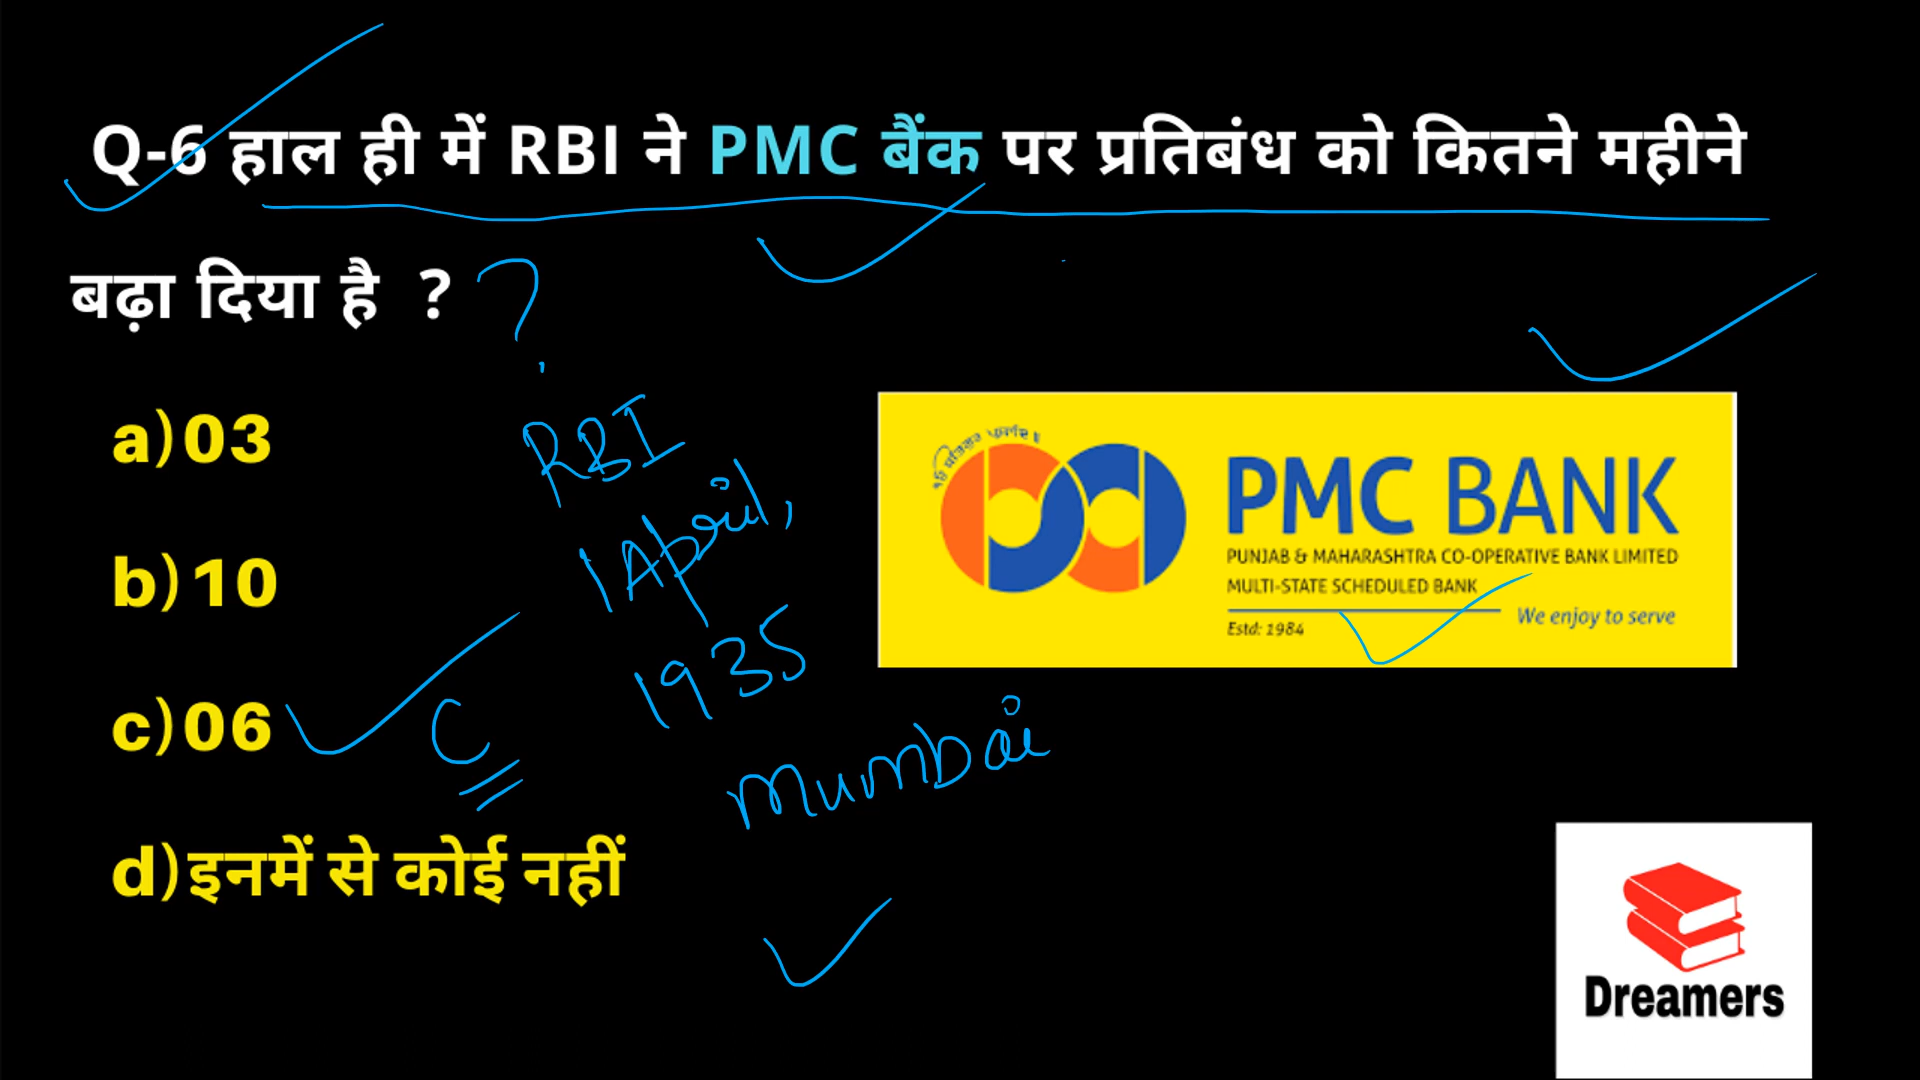 Q-6 हाल ही में RBI ने PMC बैंक पर प्रतिबंध को कितने महीने
बढ़ा दिया है ? ?
a)03
b)10
c)06
C
d)इनमें से कोई नहीं
RBI
1 April,
1935
Mumbai
PMC BANK
PUNJAB & MAHARASHTRA CO-OPERATIVE BANK LIMITED
MULTI-STATE SCHEDULED BANK
We enjoy to serve
Estd: 1984
Dreamers